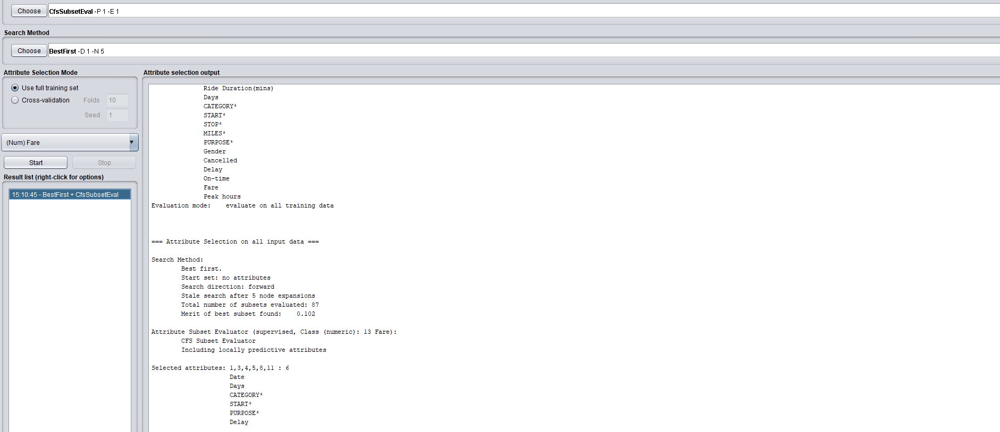 Choose CfsSubsetEval -P 1 -E 1
Search Method
Choose BestFirst -D 1 -N 5
Attribute Selection Mode
Use full training set
Cross-validation Folds 10
Seed 1
(Num) Fare
Start Stop
Result list (right-click for options)
15:10:45 - BestFirst + CfsSubsetEval
Attribute selection output
Ride Duration(mins)
Days
CATEGORY*
START*
STOP*
MILES*
PURPOSE*
Gender
Cancelled
Delay
On-time
Fare
Peak hours
Evaluation mode: evaluate on all training data
=== Attribute Selection on all input data ===
Search Method:
Best first.
Start set: no attributes
Search direction: forward
Stale search after 5 node expansions
Total number of subsets evaluated: 87
Merit of best subset found: 0.102
Attribute Subset Evaluator (supervised, Class (numeric): 13 Fare):
CFS Subset Evaluator
Including locally predictive attributes
Selected attributes: 1,3,4,5,8,11 : 6
Date
Days
CATEGORY*
START*
PURPOSE*
Delay